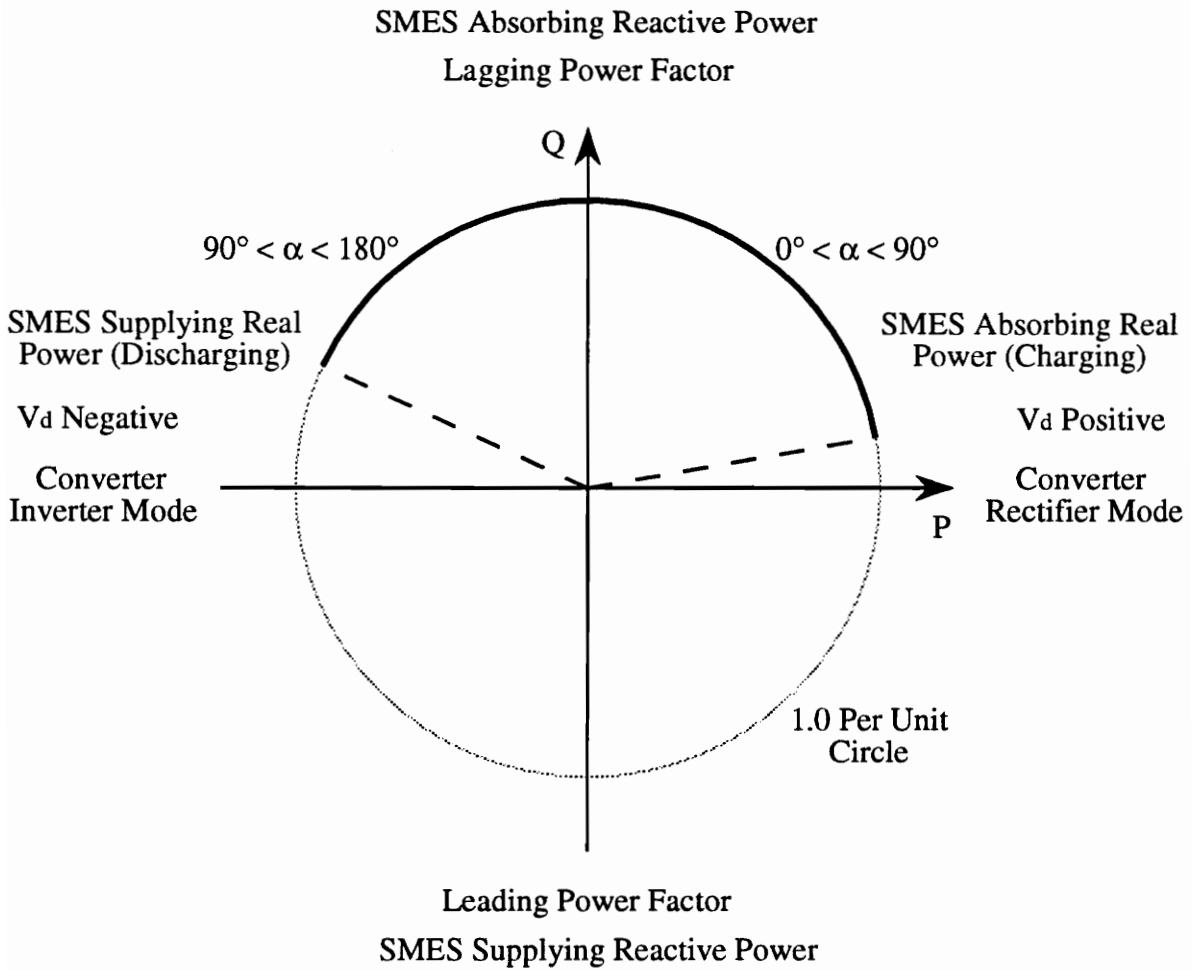 SMES Absorbing Reactive Power
Lagging Power Factor
Q
90° < α < 180°
0° < α < 90°
SMES Supplying Real
Power (Discharging)
SMES Absorbing Real
Power (Charging)
Vd Negative
Vd Positive
Converter
Inverter Mode
Converter
Rectifier Mode
P
1.0 Per Unit
Circle
Leading Power Factor
SMES Supplying Reactive Power